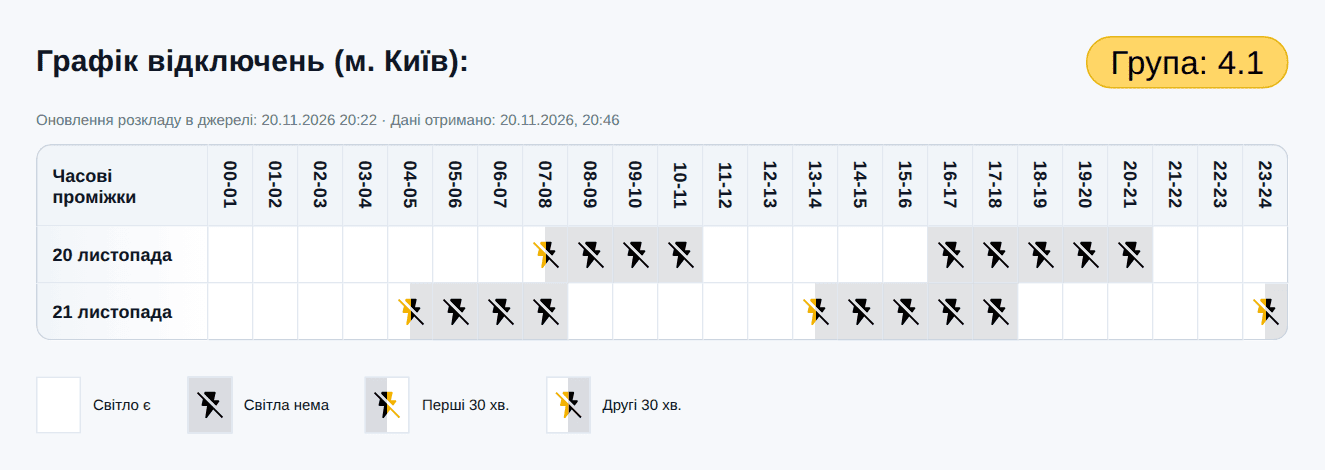 Графік відключень (м. Київ):
Група: 4.1
Оновлення розкладу в джерелі: 20.11.2026 20:22 · Дані отримано: 20.11.2026, 20:46
Часові
проміжки
00-01
01-02
02-03
03-04
04-05
05-06
06-07
07-08
08-09
09-10
10-11
11-12
12-13
13-14
14-15
15-16
16-17
17-18
18-19
19-20
20-21
21-22
22-23
23-24
20 листопада
21 листопада
Світло є
Світла нема
Перші 30 хв.
Другі 30 хв.